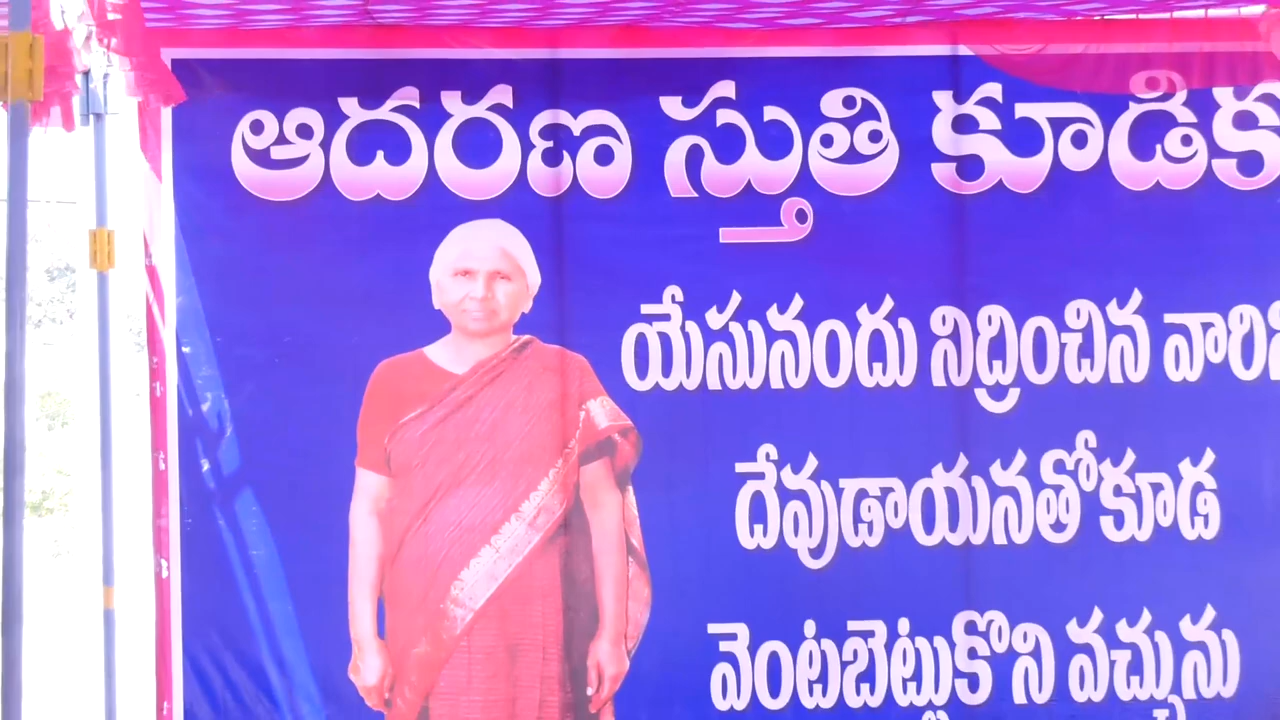 ఆదరణ స్తుతి కూడిక
యేసునందు నిద్రించిన వారిని
దేవుడాయనతోకూడ
వెంటబెట్టుకొని వచ్చును